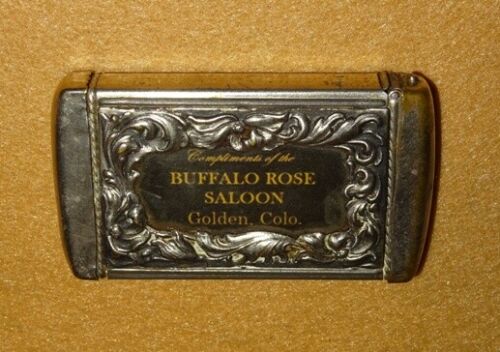 Compliments of the
BUFFALO ROSE
SALOON
Golden, Colo.